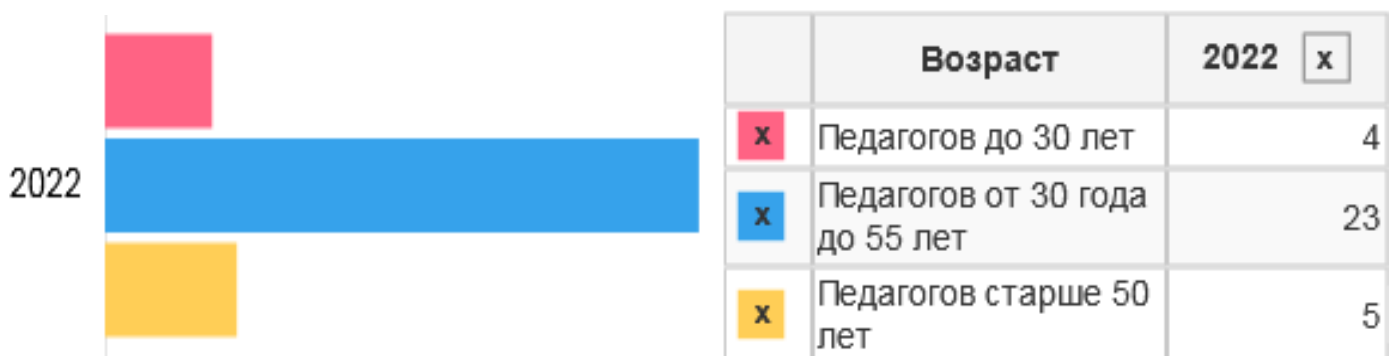 2022
Возраст
2022 x
x Педагогов до 30 лет 4
x Педагогов от 30 года
до 55 лет 23
x Педагогов старше 50
лет 5